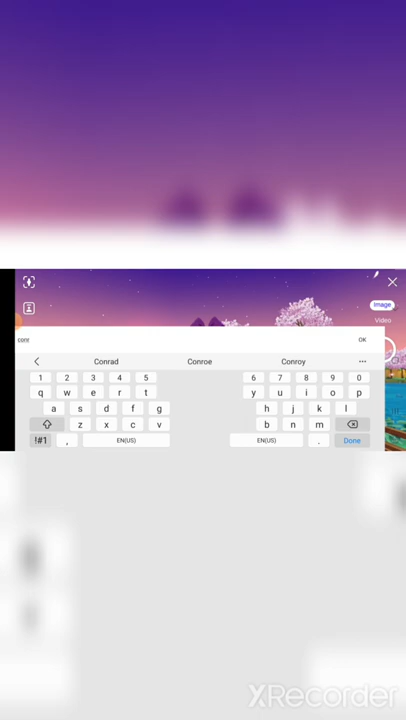 Image
Video
conr
OK
Conrad Conroe Conroy
1 2 3 4 5 6 7 8 9 0
q w e r t y u i o p
a s d f g h j k l
z x c v b n m
!#1 , EN(US) EN(US) . Done
XRecorder